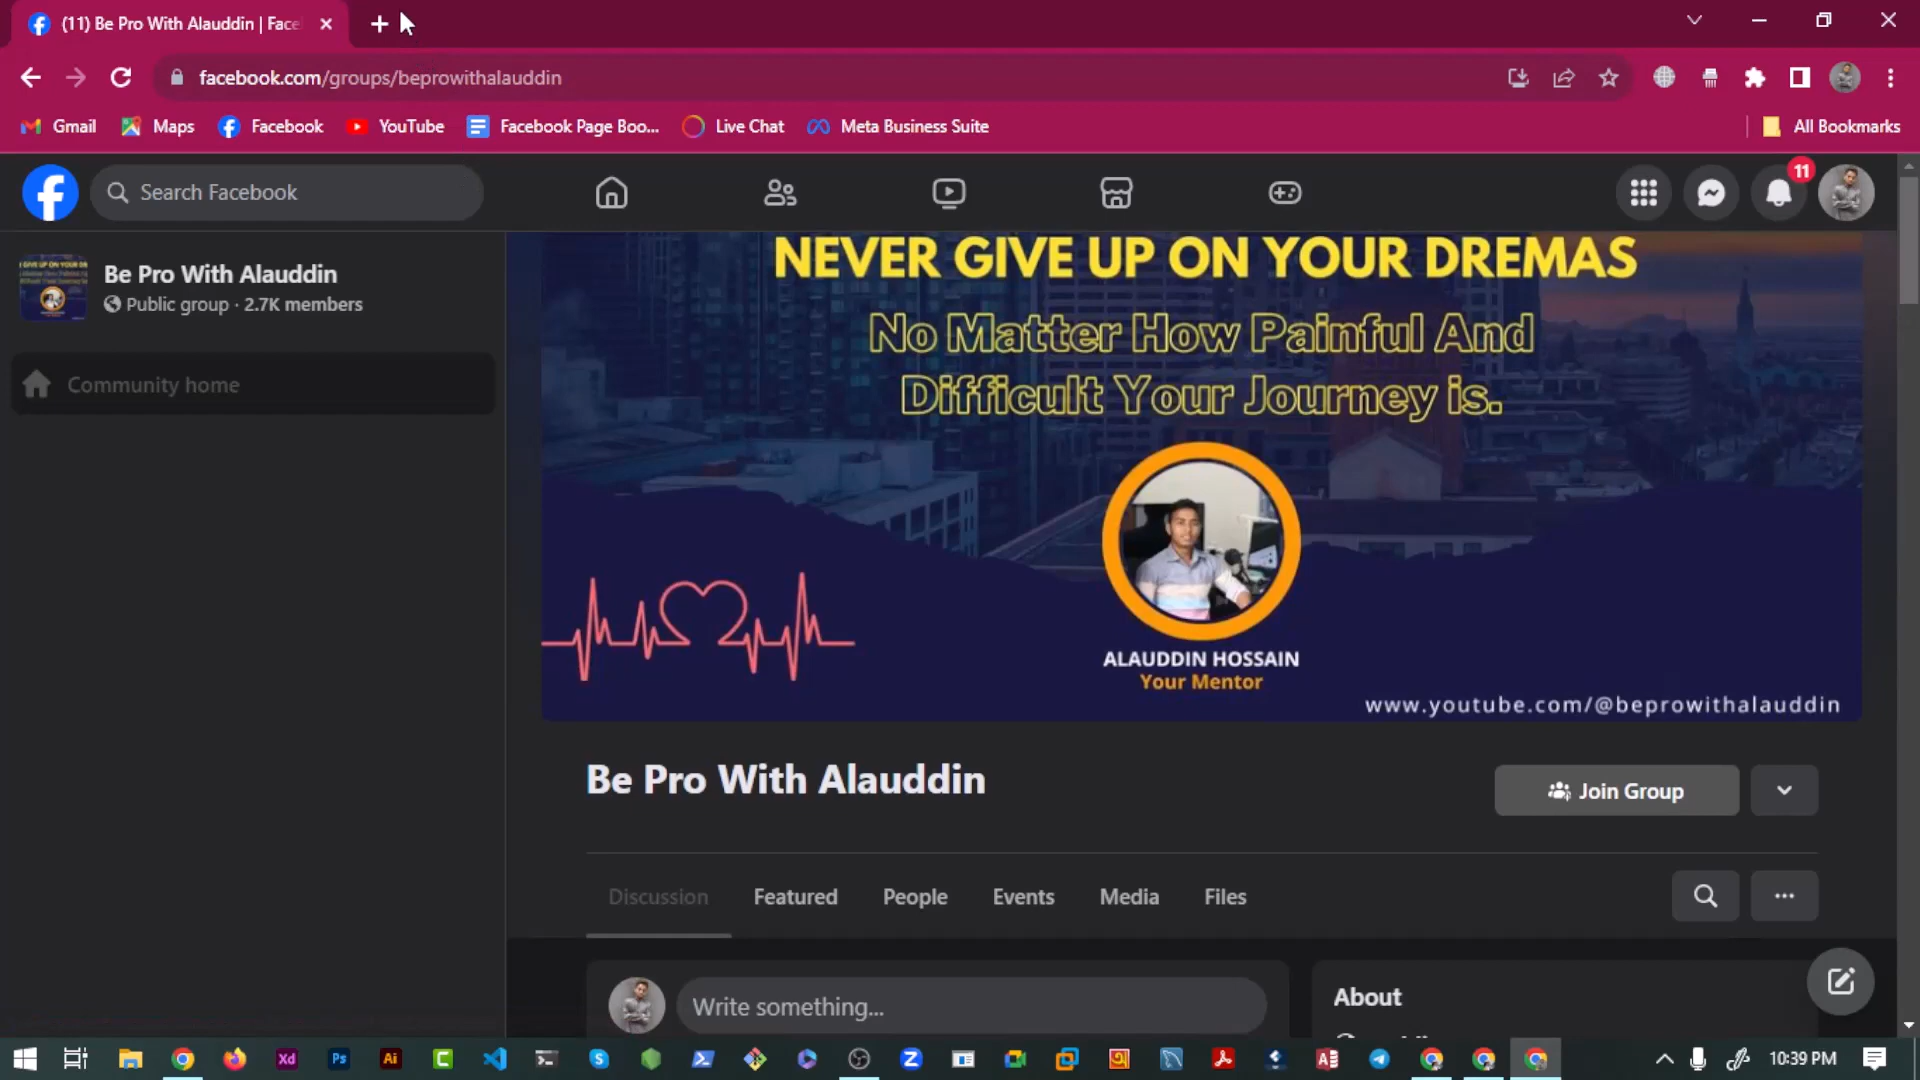 (11) Be Pro With Alauddin | Face
facebook.com/groups/beprowithalauddin
Gmail
Maps
Facebook
YouTube
Facebook Page Boo...
Live Chat
Meta Business Suite
All Bookmarks
Search Facebook
11
Be Pro With Alauddin
Public group · 2.7K members
Community home
NEVER GIVE UP ON YOUR DREMAS
No Matter How Painful And
Difficult Your Journey is.
ALAUDDIN HOSSAIN
Your Mentor
www.youtube.com/@beprowithalauddin
Be Pro With Alauddin
Join Group
Discussion
Featured
People
Events
Media
Files
Write something...
About
Xd
Ps
Ai
10:39 PM